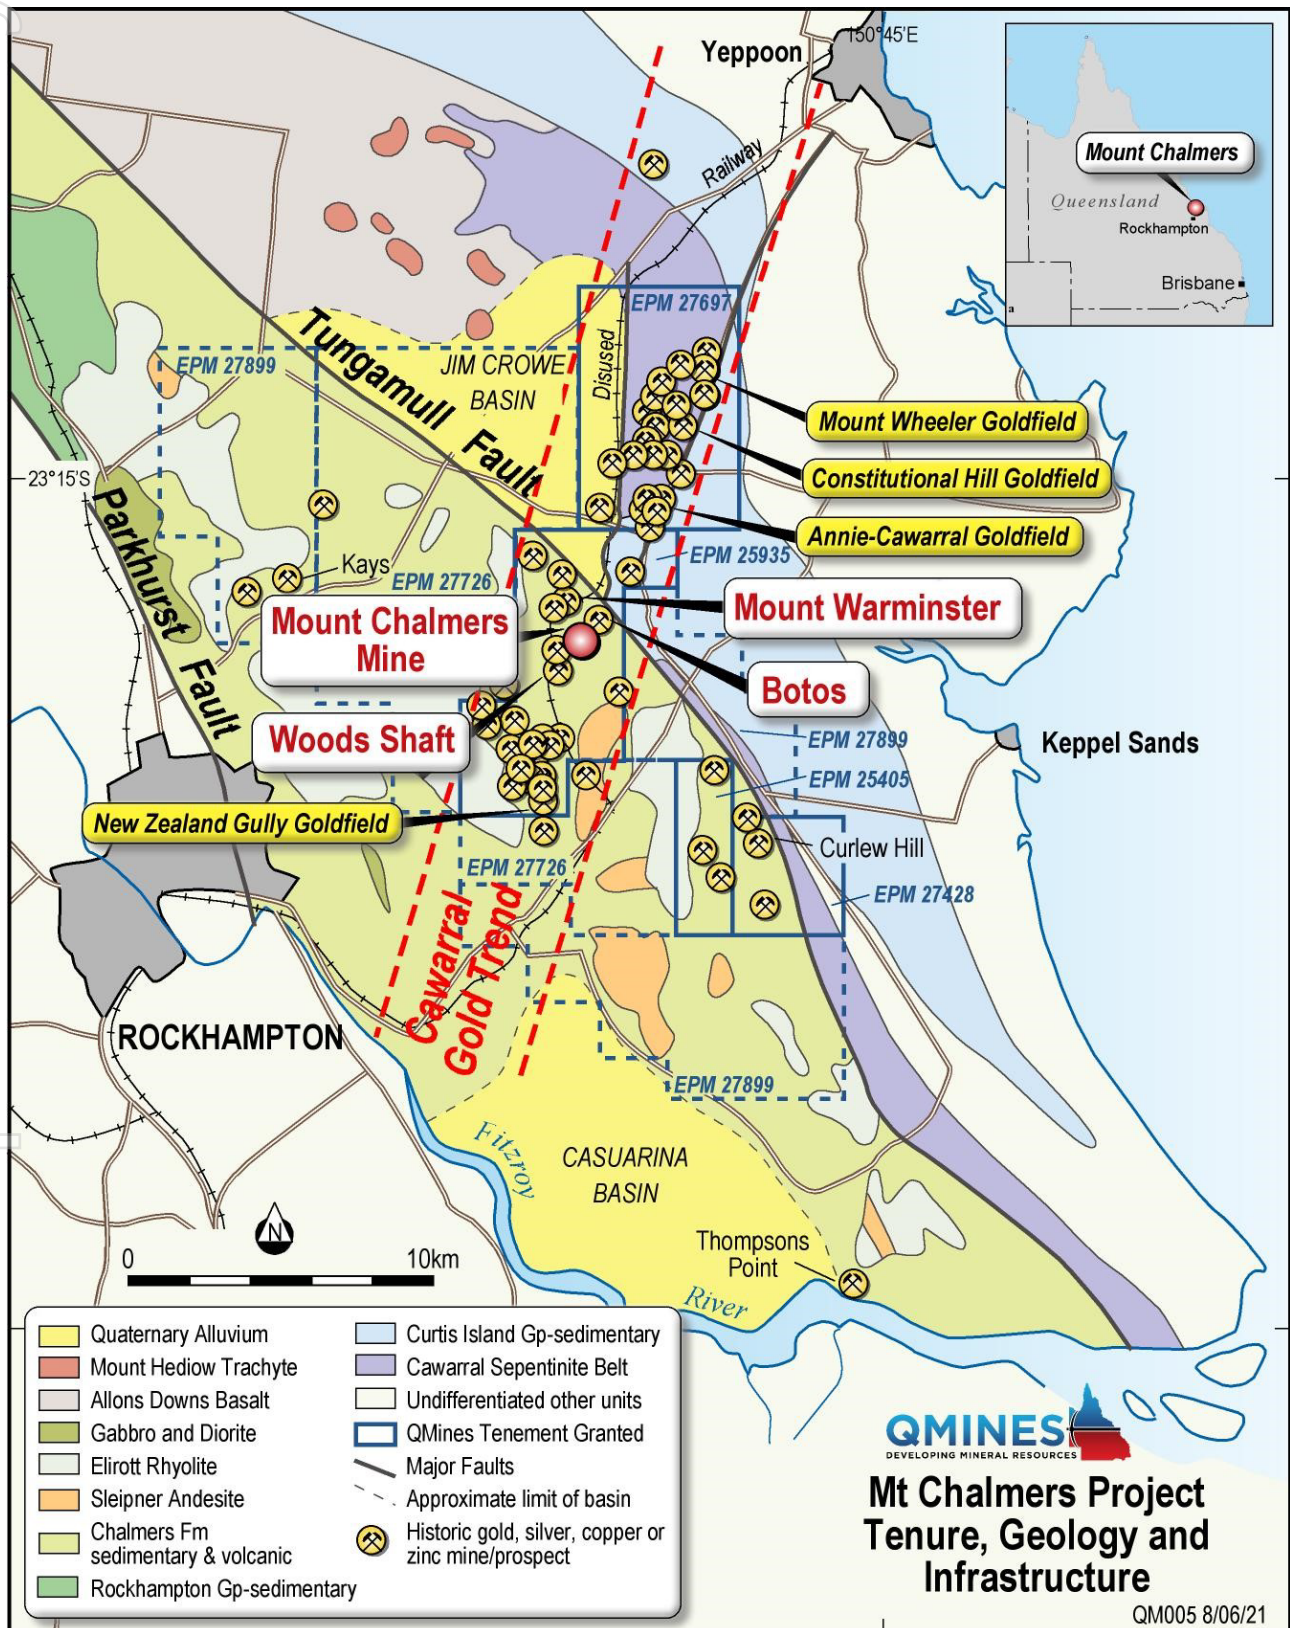 Yeppoon
150°45'E
Railway
Mount Chalmers
Queensland
Rockhampton
Brisbane
a
EPM 27697
Tungamull Fault
JIM CROWE
BASIN
Disused
EPM 27899
Mount Wheeler Goldfield
Constitutional Hill Goldfield
Annie-Cawarral Goldfield
23°15'S
Parkhurst Fault
Kays
EPM 27726
EPM 25935
Mount Chalmers
Mine
Mount Warminster
Botos
Woods Shaft
EPM 27899
EPM 25405
Keppel Sands
New Zealand Gully Goldfield
Curlew Hill
EPM 27726
EPM 27428
Cawarral
Gold Trend
ROCKHAMPTON
EPM 27899
Fitzroy
River
CASUARINA
BASIN
Thompsons
Point
N
0 10km
Quaternary Alluvium
Mount Hediow Trachyte
Allons Downs Basalt
Gabbro and Diorite
Elirott Rhyolite
Sleipner Andesite
Chalmers Fm
sedimentary & volcanic
Rockhampton Gp-sedimentary
Curtis Island Gp-sedimentary
Cawarral Sepentinite Belt
Undifferentiated other units
QMines Tenement Granted
Major Faults
Approximate limit of basin
Historic gold, silver, copper or
zinc mine/prospect
QMINES
DEVELOPING MINERAL RESOURCES
Mt Chalmers Project
Tenure, Geology and
Infrastructure
QM005 8/06/21